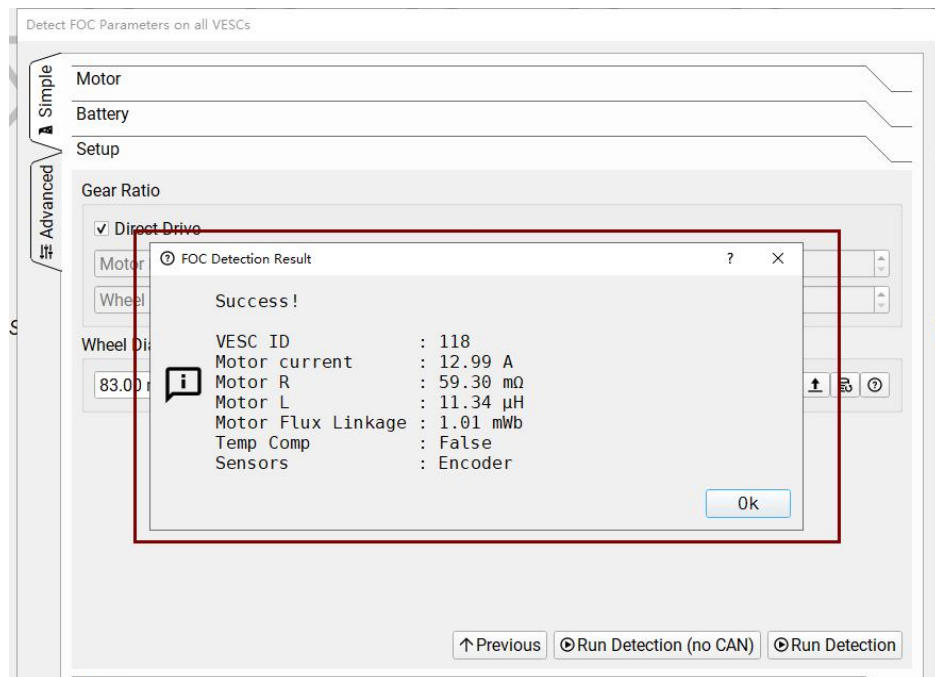 Detect FOC Parameters on all VESCs
Simple
Advanced
Motor
Battery
Setup
Gear Ratio
Direct Drive
Motor
Wheel
Wheel Di
83.00
FOC Detection Result
?
Success!
VESC ID : 118
Motor current : 12.99 A
Motor R : 59.30 mΩ
Motor L : 11.34 μH
Motor Flux Linkage : 1.01 mWb
Temp Comp : False
Sensors : Encoder
Ok
Previous
Run Detection (no CAN)
Run Detection